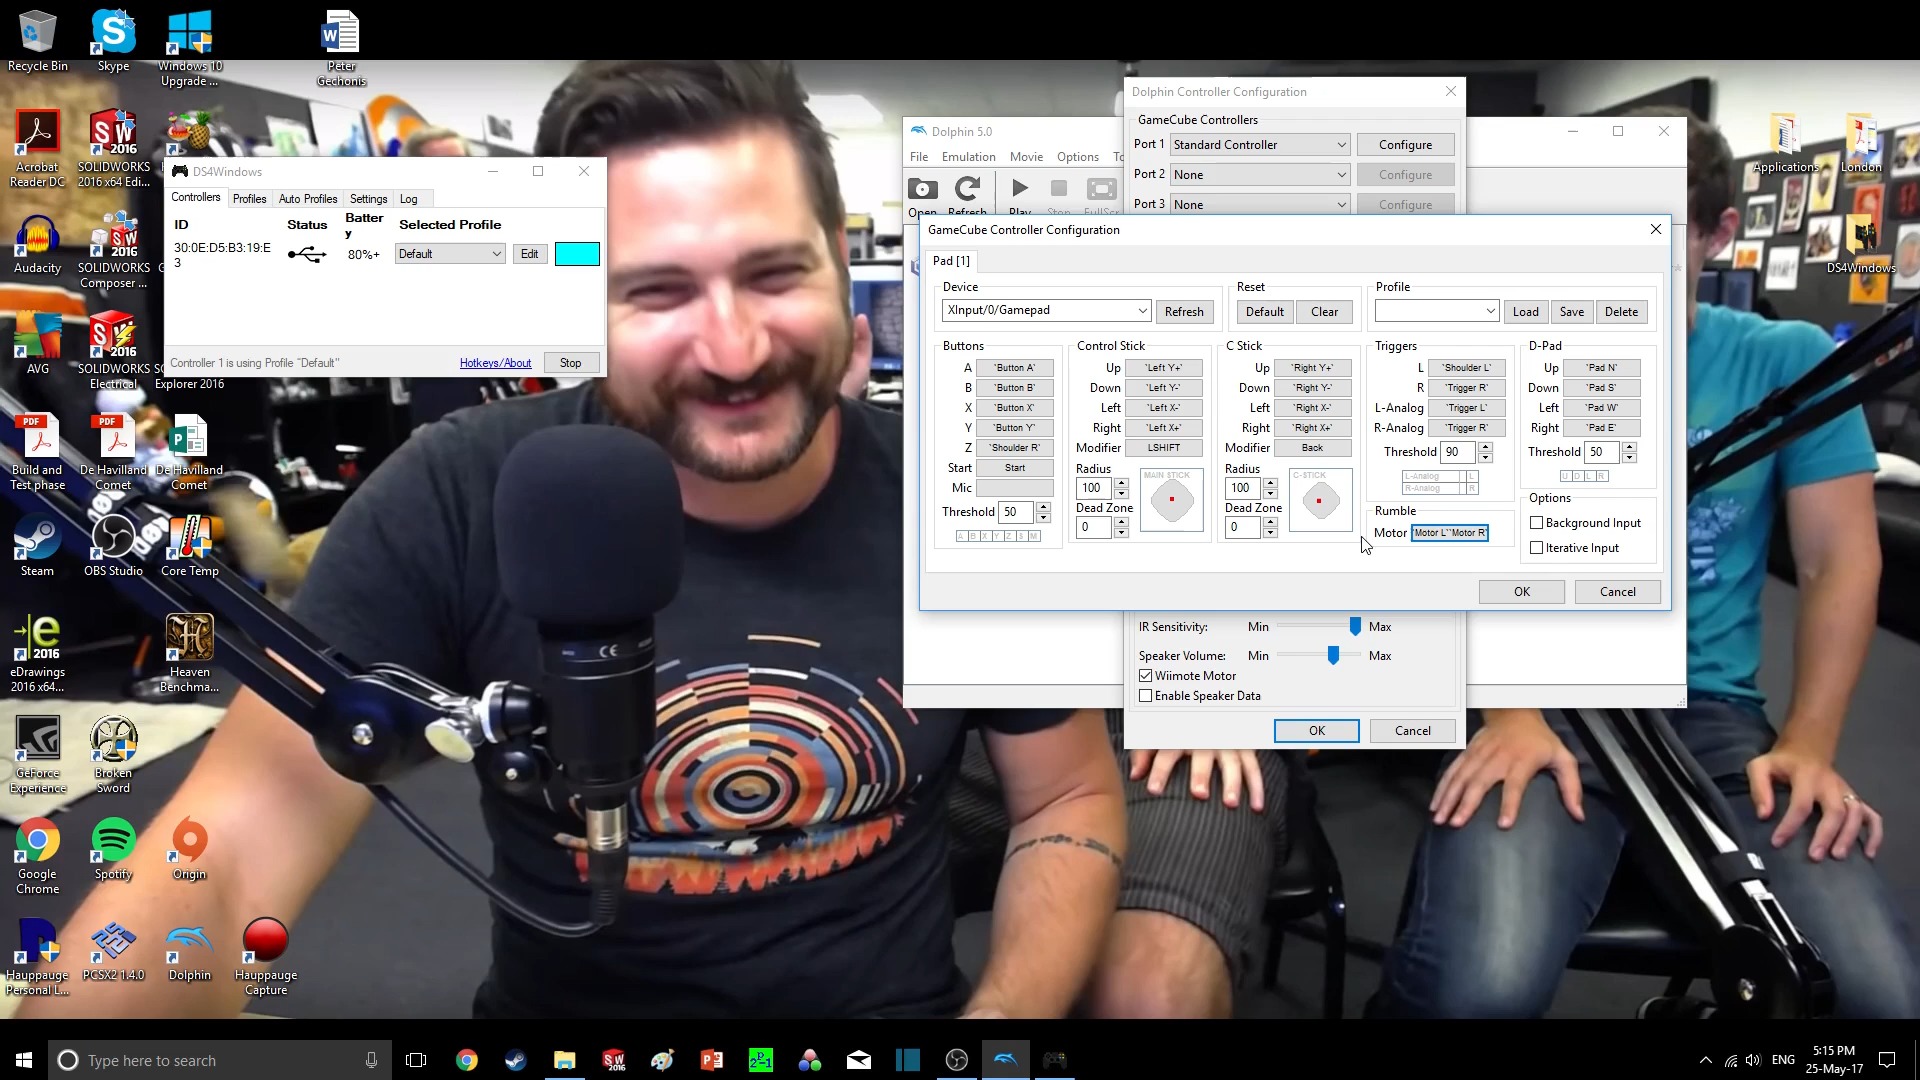 Recycle Bin
Skype
Windows 10
Upgrade ...
Peter
Gechonis
Acrobat
Reader DC
SOLIDWORKS
2016 x64 Edi...
Audacity
SOLIDWORKS
Composer ...
AVG
SOLIDWORKS
Electrical
Explorer 2016
Build and
Test phase
De Havilland
Comet
De Havilland
Comet
Steam
OBS Studio
Core Temp
eDrawings
2016 x64...
Heaven
Benchma...
GeForce
Experience
Broken
Sword
Google
Chrome
Spotify
Origin
Hauppauge
Personal L...
PCSX2 1.4.0
Dolphin
Hauppauge
Capture
Applications
London
DS4Windows
DS4Windows
Controllers Profiles Auto Profiles Settings Log
ID Status Batter
y Selected Profile
30:0E:D5:B3:19:E
3 80%+ Default Edit
Controller 1 is using Profile "Default" Hotkeys/About Stop
Dolphin 5.0
File Emulation Movie Options To
Open Refresh Play Stop FullScr
Dolphin Controller Configuration
GameCube Controllers
Port 1 Standard Controller Configure
Port 2 None Configure
Port 3 None Configure
GameCube Controller Configuration
Pad [1]
Device
XInput/0/Gamepad Refresh
Reset
Default Clear
Profile
Load Save Delete
Buttons
A `Button A`
B `Button B`
X `Button X`
Y `Button Y`
Z `Shoulder R`
Start Start
Mic
Threshold 50
A B X Y Z S M
Control Stick
Up `Left Y+`
Down `Left Y-`
Left `Left X-`
Right `Left X+`
Modifier LSHIFT
Radius
100
Dead Zone
0
MAIN STICK
C Stick
Up `Right Y+`
Down `Right Y-`
Left `Right X-`
Right `Right X+`
Modifier Back
Radius
100
Dead Zone
0
C-STICK
Triggers
L `Shoulder L`
R `Trigger R`
L-Analog `Trigger L`
R-Analog `Trigger R`
Threshold 90
L-Analog L
R-Analog R
Rumble
Motor `Motor L``Motor R`
D-Pad
Up `Pad N`
Down `Pad S`
Left `Pad W`
Right `Pad E`
Threshold 50
U D L R
Options
Background Input
Iterative Input
OK Cancel
IR Sensitivity: Min Max
Speaker Volume: Min Max
Wiimote Motor
Enable Speaker Data
OK Cancel
Type here to search
ENG
5:15 PM
25-May-17